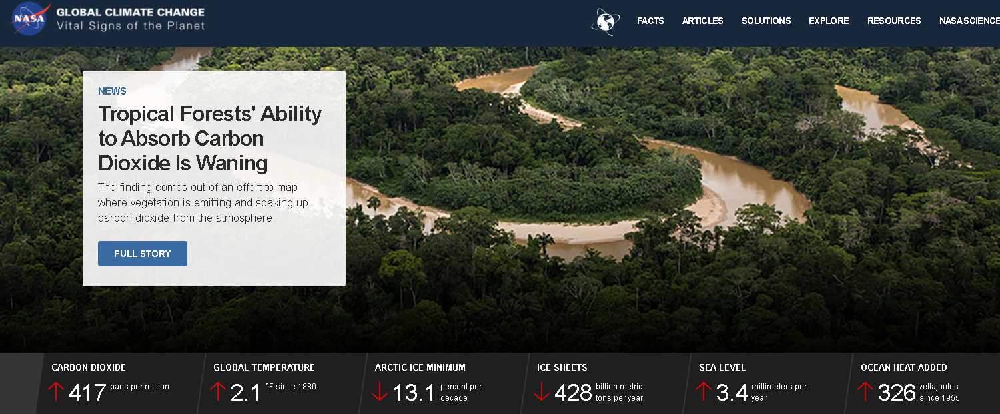 NASA
GLOBAL CLIMATE CHANGE
Vital Signs of the Planet
FACTS ARTICLES SOLUTIONS EXPLORE RESOURCES NASA SCIENCE
NEWS
Tropical Forests' Ability
to Absorb Carbon
Dioxide Is Waning
The finding comes out of an effort to map
where vegetation is emitting and soaking up
carbon dioxide from the atmosphere.
FULL STORY
CARBON DIOXIDE
417 parts per million
GLOBAL TEMPERATURE
2.1 °F since 1880
ARCTIC ICE MINIMUM
13.1 percent per
decade
ICE SHEETS
428 billion metric
tons per year
SEA LEVEL
3.4 millimeters per
year
OCEAN HEAT ADDED
326 zettajoules
since 1955